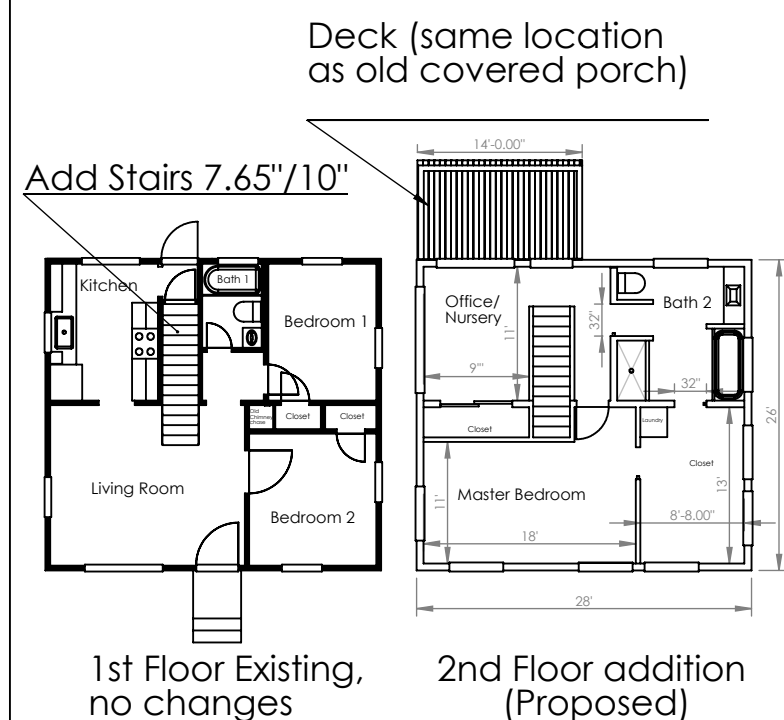 Deck (same location
as old covered porch)
14'-0.00"
Add Stairs 7.65"/10"
Kitchen
Bath 1
Bedroom 1
Old
Chimney
chase
Closet
Closet
Living Room
Bedroom 2
Office/
Nursery
11'
9'"
32"
Bath 2
32"
26'
Closet
Laundry
Closet
Master Bedroom
11'
13'
18'
8'-8.00"
28'
1st Floor Existing,
no changes
2nd Floor addition
(Proposed)